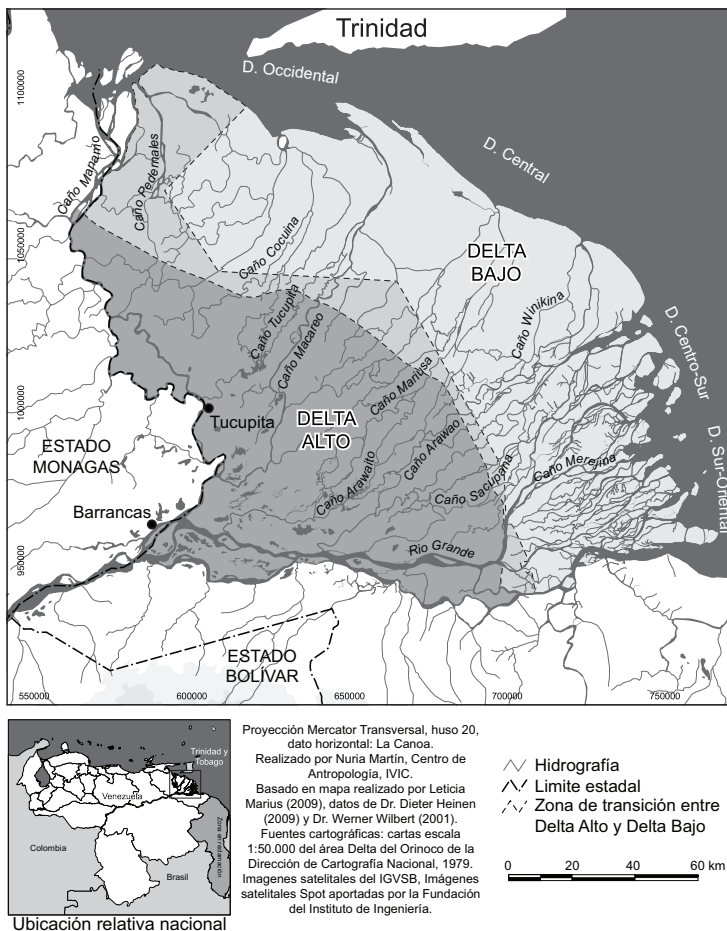 Trinidad
D. Occidental
D. Central
D. Centro-Sur
D. Sur-Oriental
1100000
1050000
1000000
950000
Caño Manamo
Caño Pedernales
Caño Cocuina
DELTA
BAJO
Caño Tucupita
Caño Macareo
Caño Winikina
Caño Mariusa
Tucupita
DELTA
ALTO
Caño Arawao
Caño Arawaito
Caño Sacupana
Caño Merejina
ESTADO
MONAGAS
Barrancas
Rio Grande
ESTADO
BOLÍVAR
550000
600000
650000
700000
750000
Trinidad y
Tobago
Venezuela
Colombia
Brasil
Zona en reclamación
Ubicación relativa nacional
Proyección Mercator Transversal, huso 20,
dato horizontal: La Canoa.
Realizado por Nuria Martín, Centro de
Antropología, IVIC.
Basado en mapa realizado por Leticia
Marius (2009), datos de Dr. Dieter Heinen
(2009) y Dr. Werner Wilbert (2001).
Fuentes cartográficas: cartas escala
1:50.000 del área Delta del Orinoco de la
Dirección de Cartografía Nacional, 1979.
Imagenes satelitales del IGVSB, Imágenes
satelitales Spot aportadas por la Fundación
del Instituto de Ingeniería.
Hidrografía
Limite estadal
Zona de transición entre
Delta Alto y Delta Bajo
0 20 40 60 km